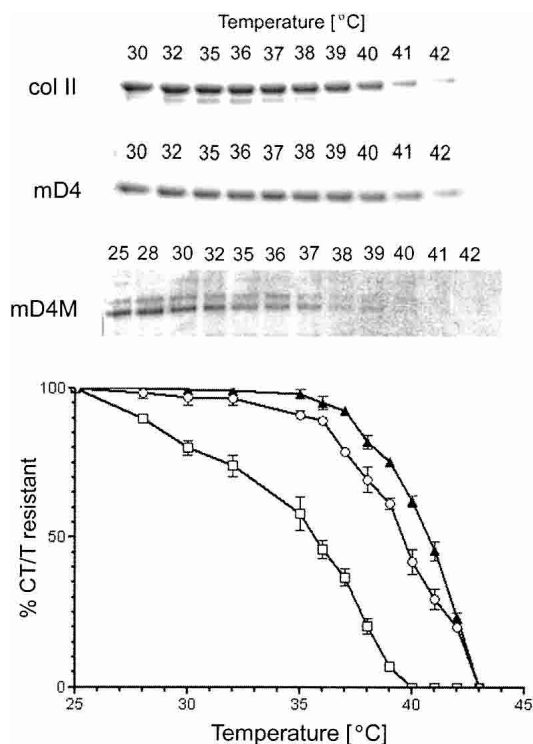 Temperature [°C]
30 32 35 36 37 38 39 40 41 42
col II
30 32 35 36 37 38 39 40 41 42
mD4
25 28 30 32 35 36 37 38 39 40 41 42
mD4M
100
50
0
% CT/T resistant
25 30 35 40 45
Temperature [°C]